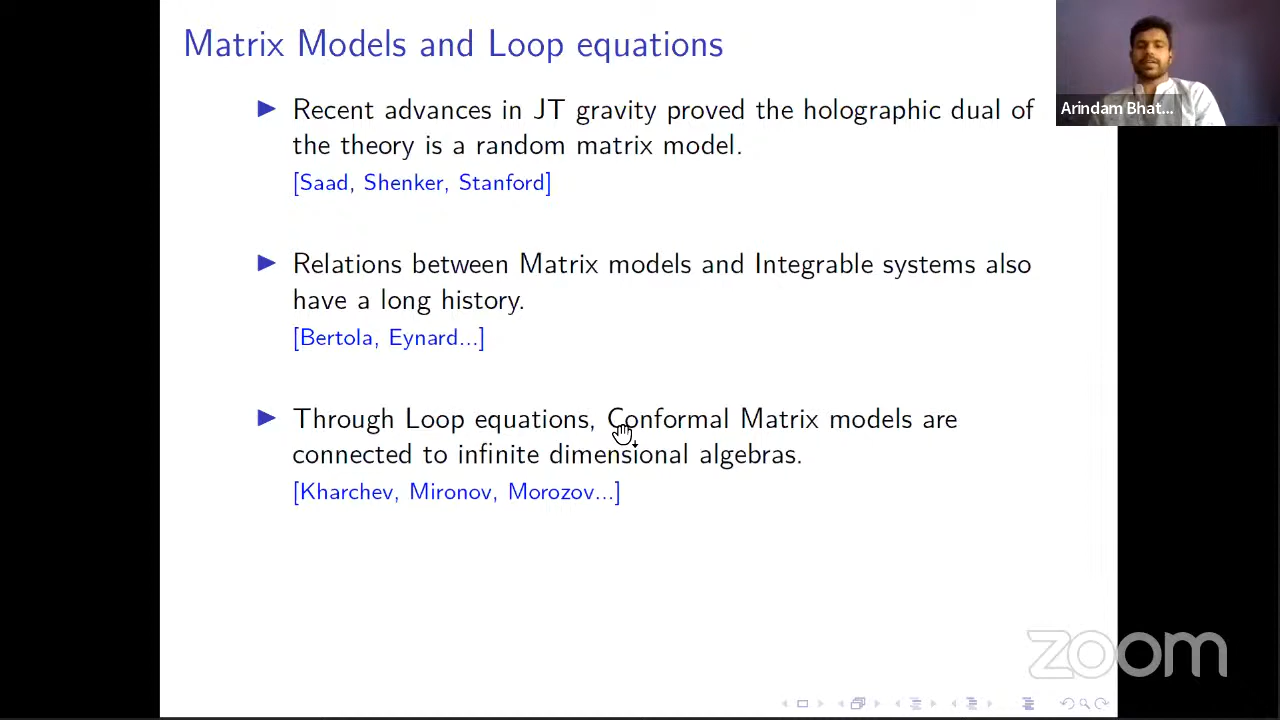 Matrix Models and Loop equations
Recent advances in JT gravity proved the holographic dual of
the theory is a random matrix model.
[Saad, Shenker, Stanford]
Relations between Matrix models and Integrable systems also
have a long history.
[Bertola, Eynard...]
Through Loop equations, Conformal Matrix models are
connected to infinite dimensional algebras.
[Kharchev, Mironov, Morozov...]
Arindam Bhat...
zoom